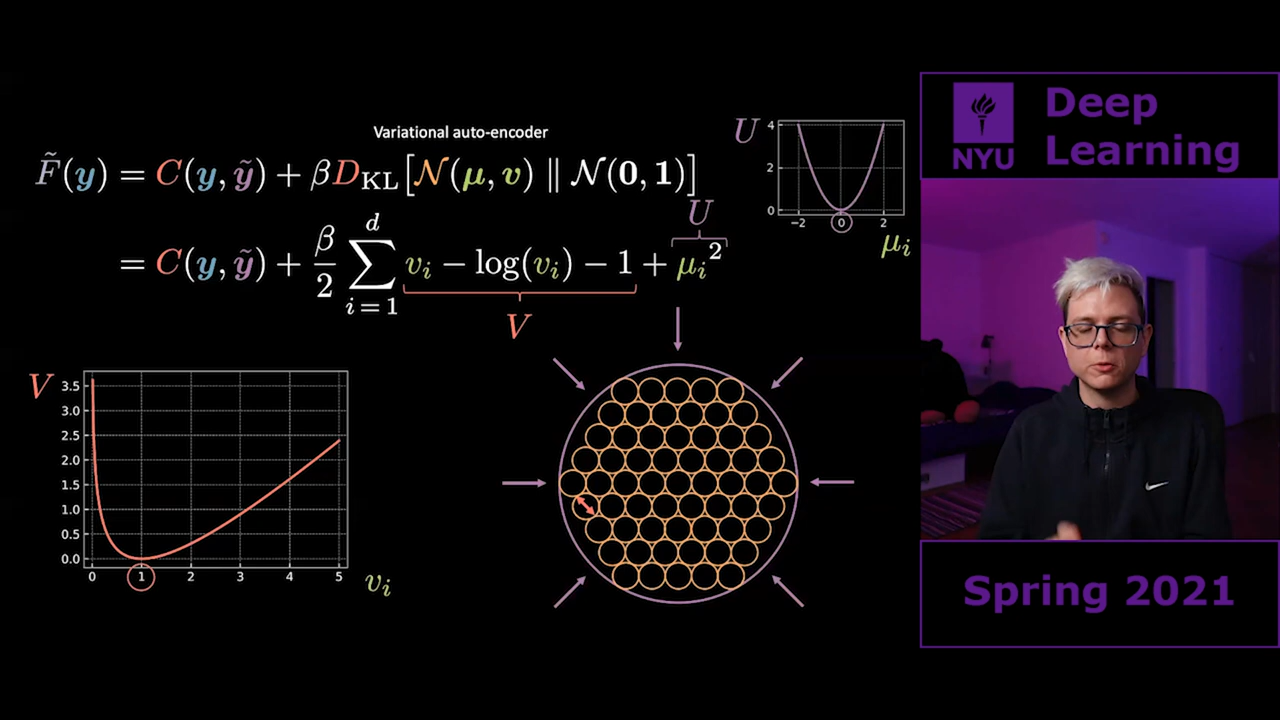 Variational auto-encoder
F̃(y) = C(y, ỹ) + βD_KL[𝒩(μ, v) ∥ 𝒩(0, 1)]
= C(y, ỹ) + β/2 ∑_{i=1}^{d} v_i − log(v_i) − 1 + μ_i²
U
V
U
4
2
0
−2 0 2
μ_i
V
3.5
3.0
2.5
2.0
1.5
1.0
0.5
0.0
0 1 2 3 4 5
v_i
NYU
Deep
Learning
Spring 2021